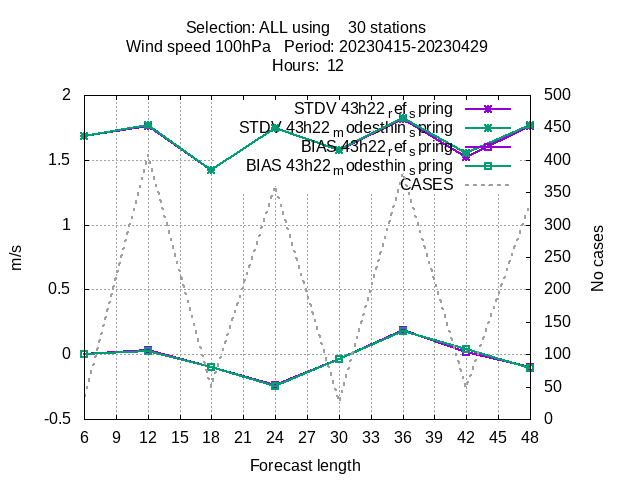 Selection: ALL using    30 stations
Wind speed 100hPa   Period: 20230415-20230429
Hours:  12
STDV 43h22_ref_spring
STDV 43h22_modesthin_spring
BIAS 43h22_ref_spring
BIAS 43h22_modesthin_spring
CASES
2
1.5
1
0.5
0
-0.5
m/s
500
450
400
350
300
250
200
150
100
50
0
No cases
6 9 12 15 18 21 24 27 30 33 36 39 42 45 48
Forecast length